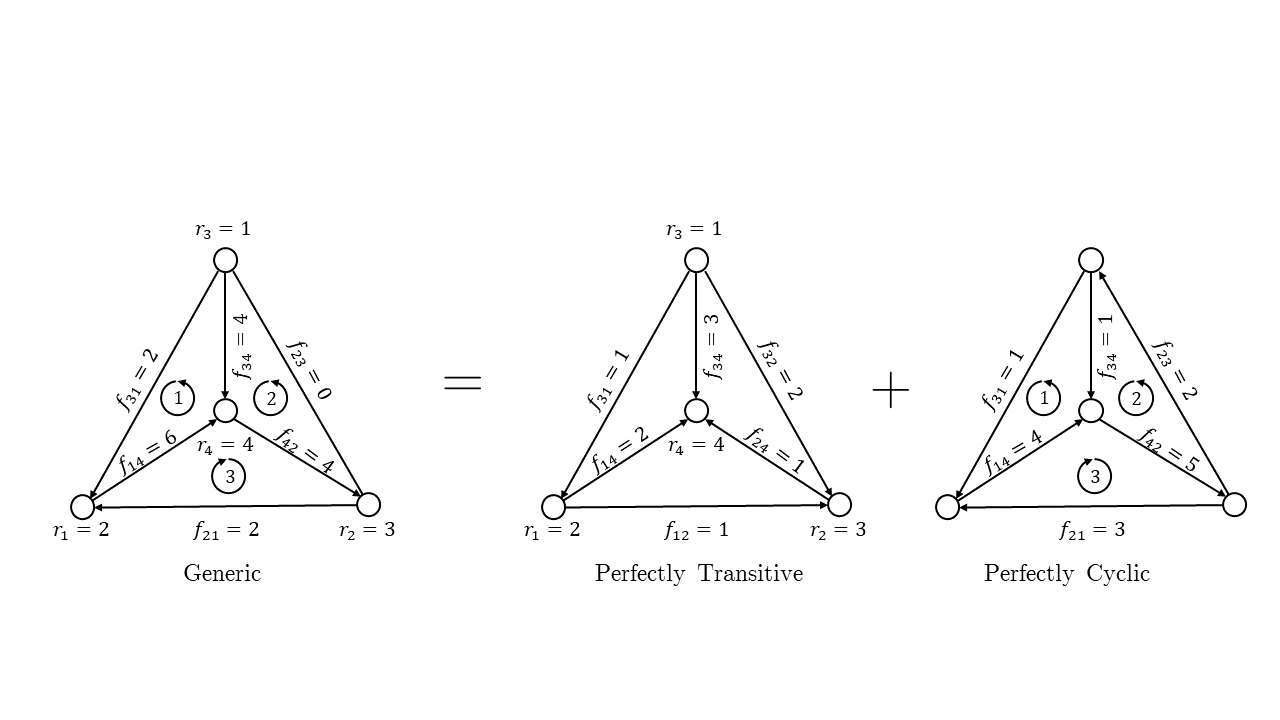 r₃ = 1
f₃₁ = 2
f₃₄ = 4
f₂₃ = 0
1
2
f₁₄ = 6
r₄ = 4
f₄₂ = 4
3
r₁ = 2
f₂₁ = 2
r₂ = 3
Generic
=
r₃ = 1
f₃₁ = 1
f₃₄ = 3
f₃₂ = 2
f₁₄ = 2
r₄ = 4
f₂₄ = 1
r₁ = 2
f₁₂ = 1
r₂ = 3
Perfectly Transitive
+
f₃₁ = 1
f₃₄ = 1
f₂₃ = 2
1
2
f₁₄ = 4
f₄₂ = 5
3
f₂₁ = 3
Perfectly Cyclic